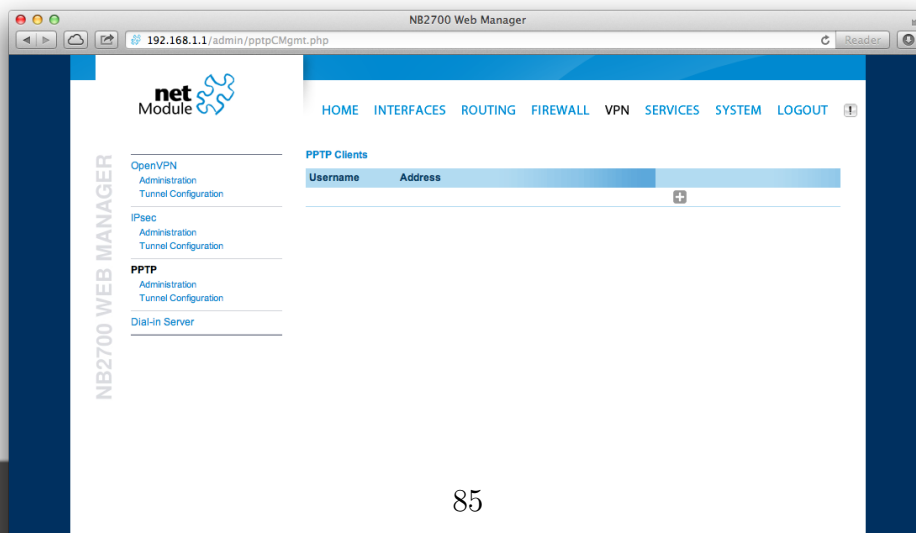 NB2700 Web Manager
192.168.1.1/admin/pptpCMgmt.php
Reader
net
Module
HOME INTERFACES ROUTING FIREWALL VPN SERVICES SYSTEM LOGOUT
NB2700 WEB MANAGER
OpenVPN
Administration
Tunnel Configuration
IPsec
Administration
Tunnel Configuration
PPTP
Administration
Tunnel Configuration
Dial-in Server
PPTP Clients
Username Address
85